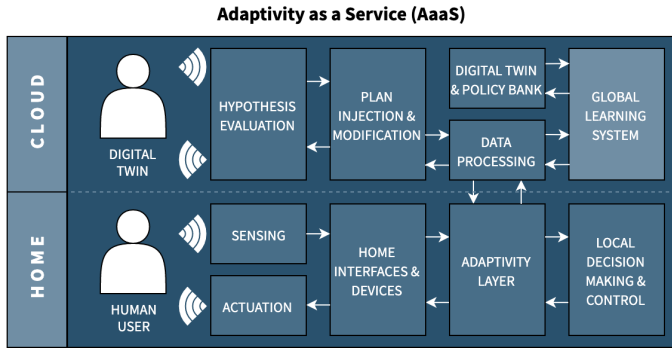 Adaptivity as a Service (AaaS)
CLOUD
DIGITAL
TWIN
HYPOTHESIS
EVALUATION
PLAN
INJECTION &
MODIFICATION
DIGITAL TWIN
& POLICY BANK
DATA
PROCESSING
GLOBAL
LEARNING
SYSTEM
HOME
HUMAN
USER
SENSING
ACTUATION
HOME
INTERFACES &
DEVICES
ADAPTIVITY
LAYER
LOCAL
DECISION
MAKING &
CONTROL